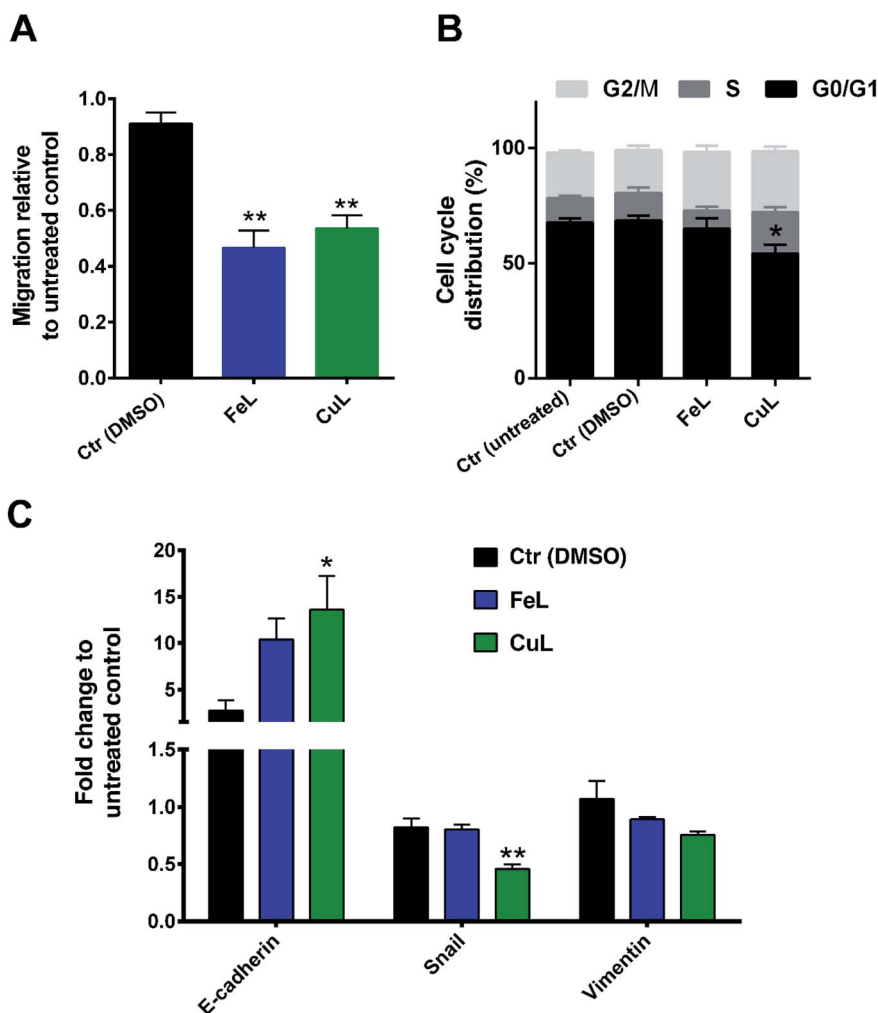 A
Migration relative
to untreated control
1.0
0.8
0.6
0.4
0.2
0.0
**
**
Ctr (DMSO)
FeL
CuL
B
G2/M
S
G0/G1
Cell cycle
distribution (%)
100
50
0
*
Ctr (untreated)
Ctr (DMSO)
FeL
CuL
C
Fold change to
untreated control
20
15
10
5
1.5
1.0
0.5
0.0
*
**
Ctr (DMSO)
FeL
CuL
E-cadherin
Snail
Vimentin